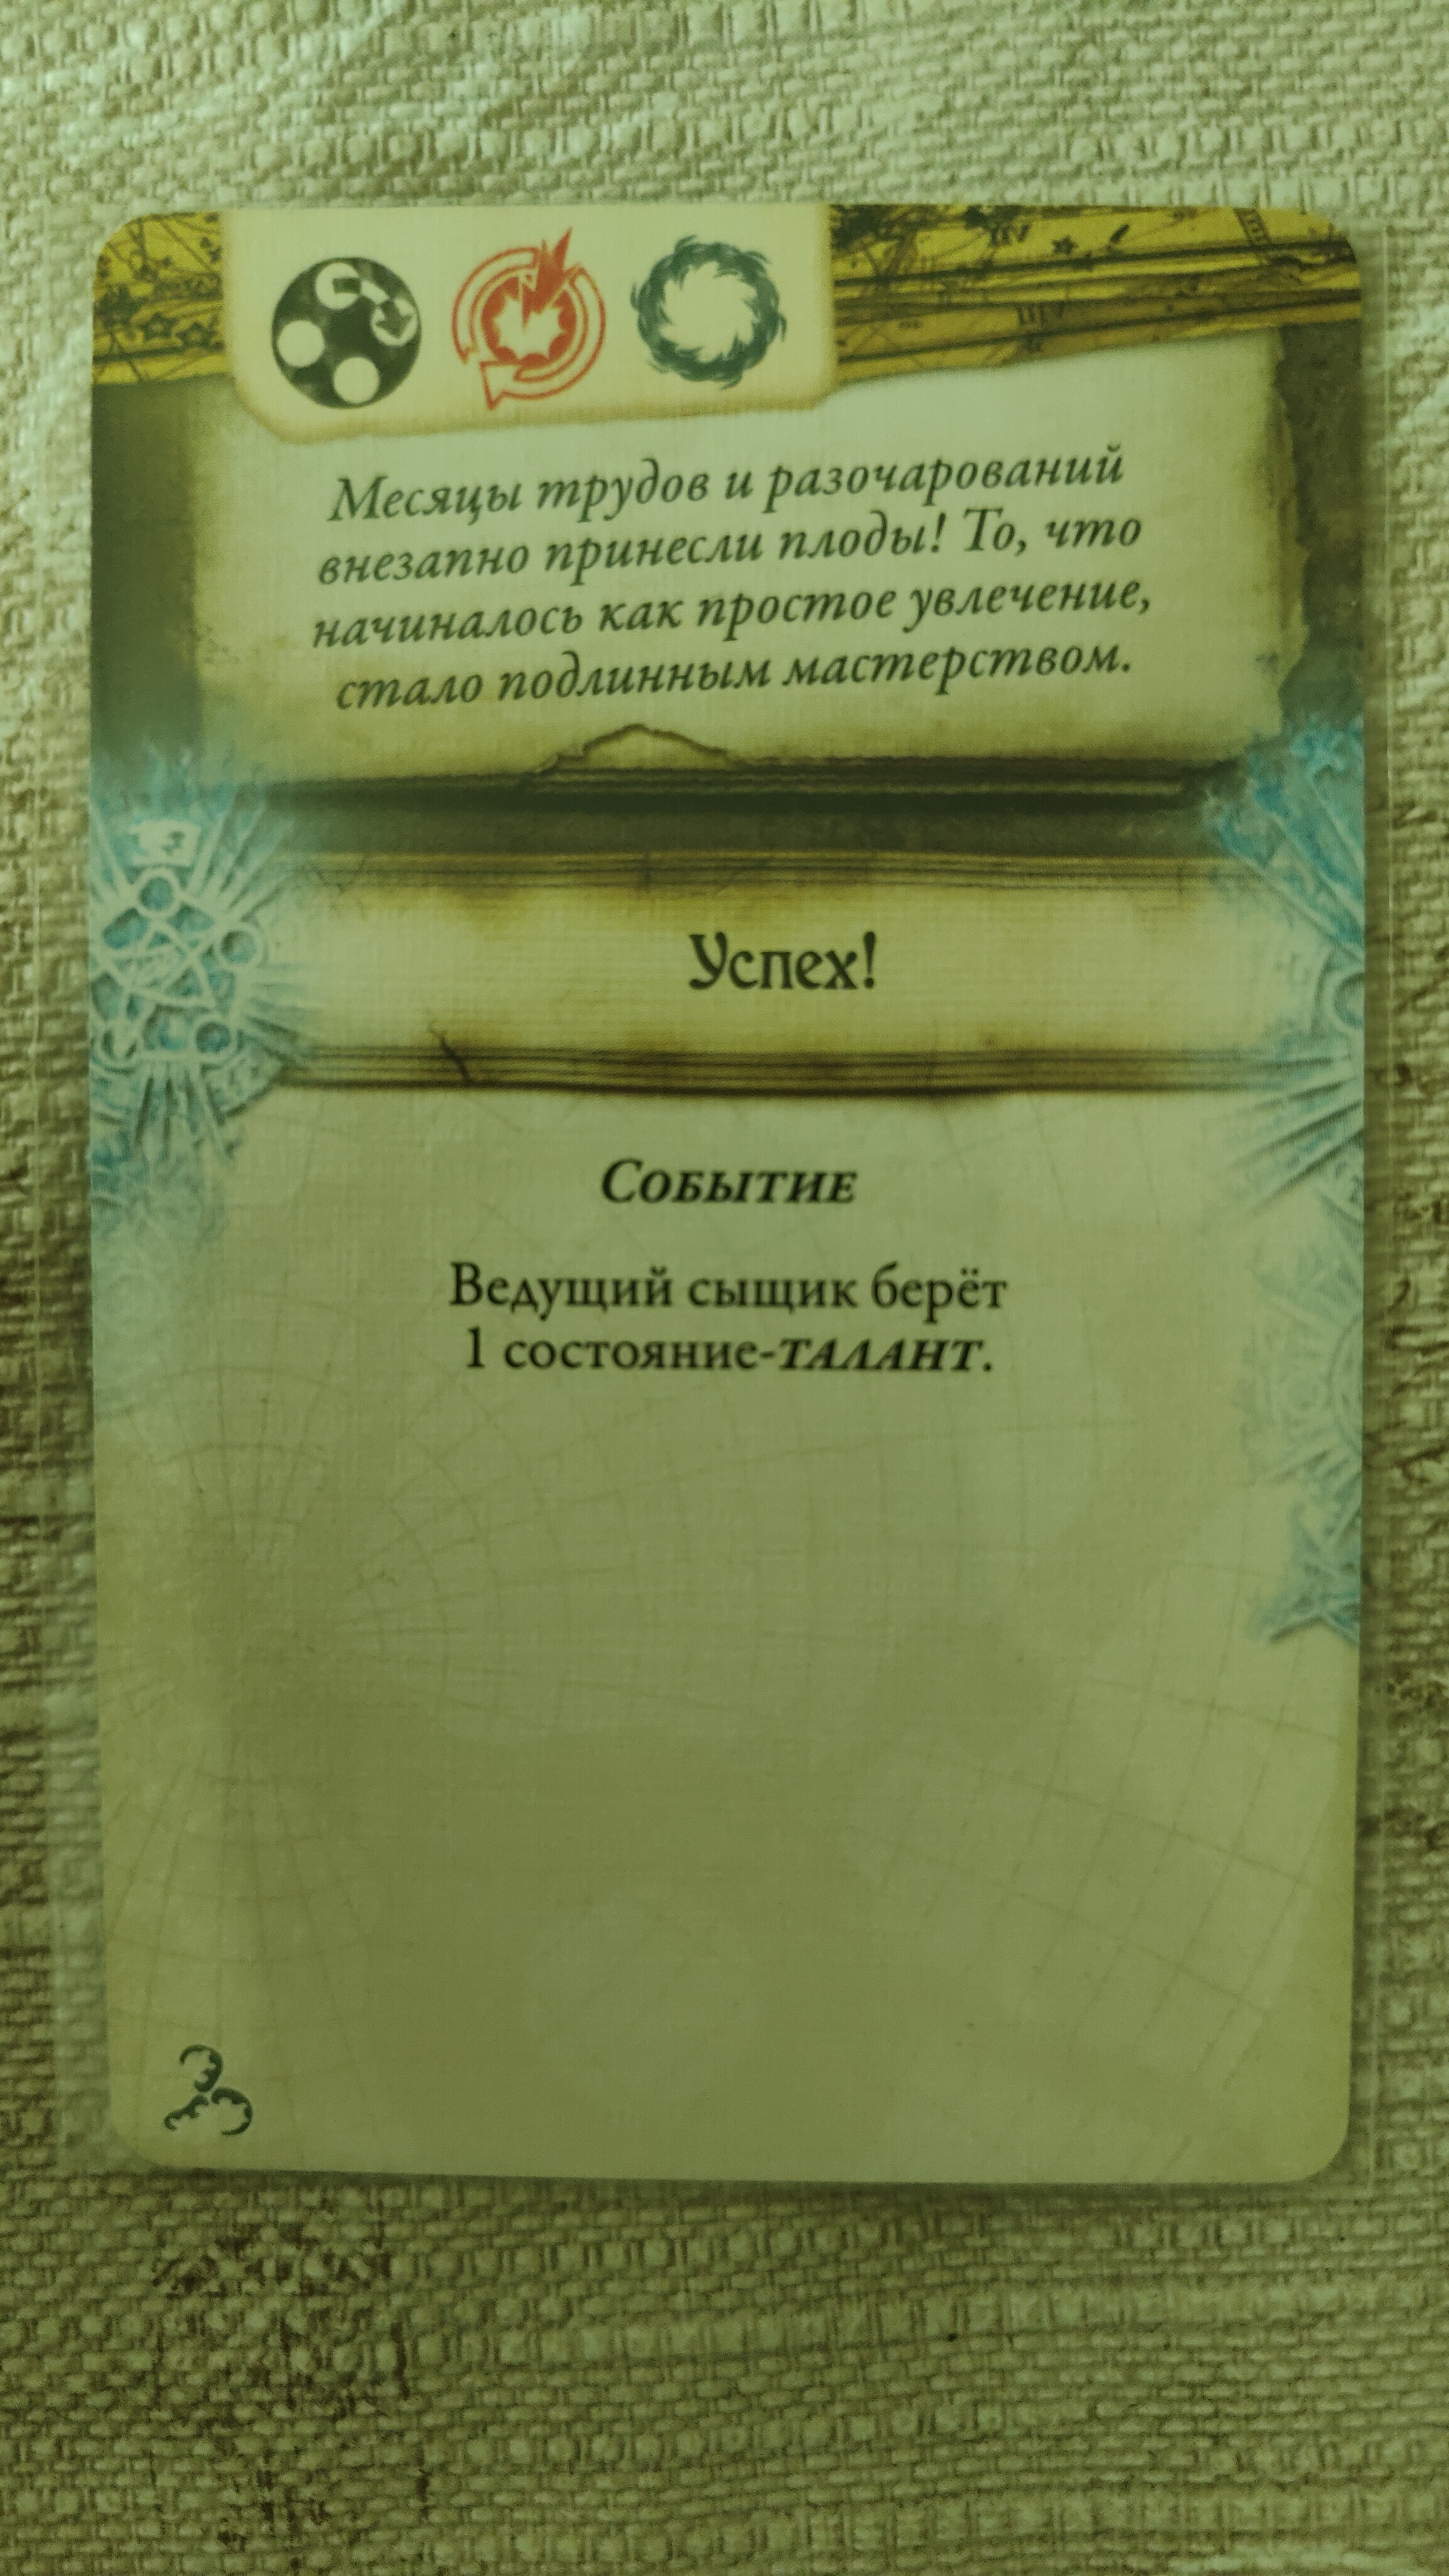 Месяцы трудов и разочарований
внезапно принесли плоды! То, что
начиналось как простое увлечение,
стало подлинным мастерством.
Успех!
Событие
Ведущий сыщик берёт
1 состояние-ТАЛАНТ.